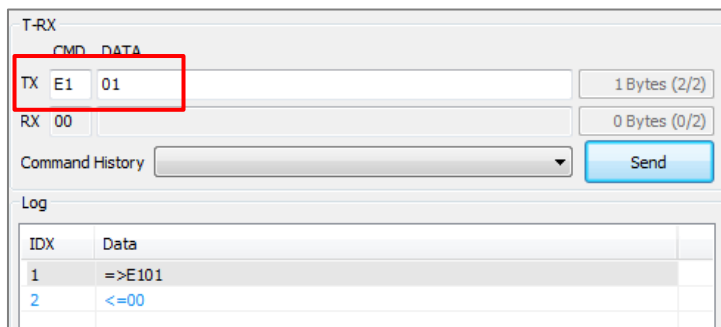 T-RX
CMD DATA
TX E1 01 1 Bytes (2/2)
RX 00 0 Bytes (0/2)
Command History Send
Log
IDX Data
1 =>E101
2 <=00